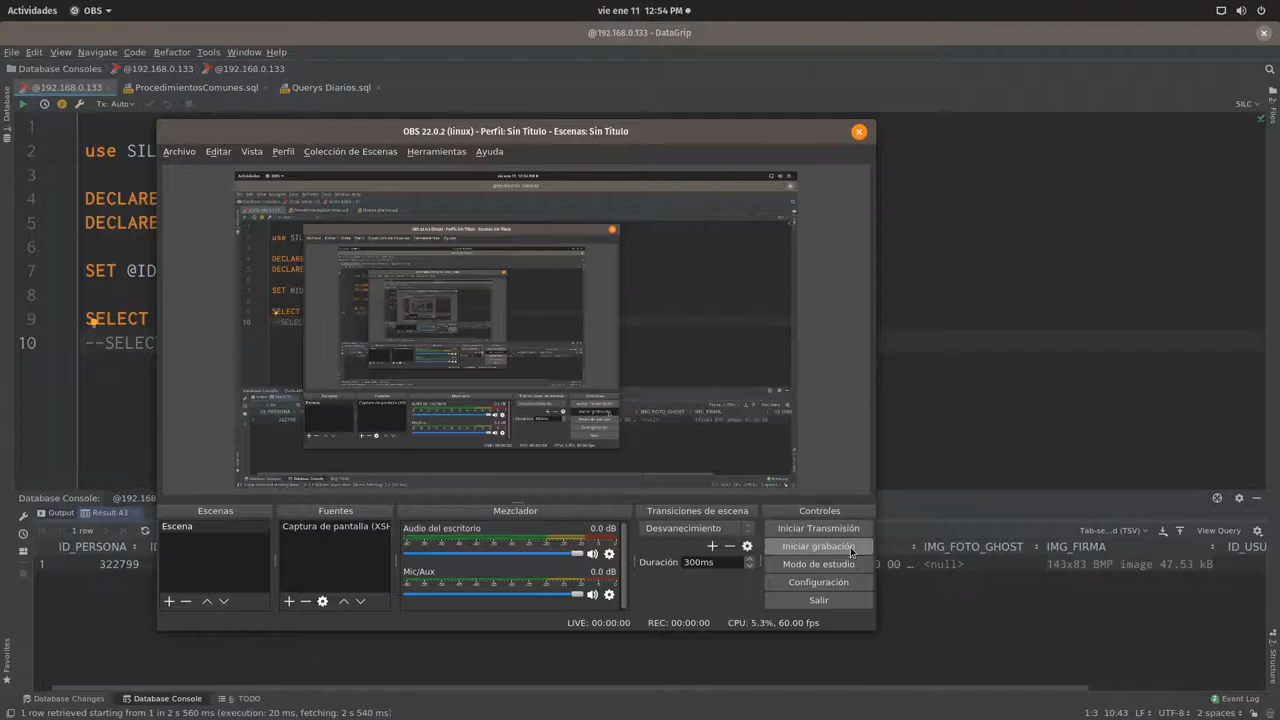 Actividades OBS vie ene 11 12:54 PM
@192.168.0.133 - DataGrip
File Edit View Navigate Code Refactor Tools Window Help
Database Consoles @192.168.0.133 @192.168.0.133
@192.168.0.133 ProcedimientosComunes.sql Querys Diarios.sql
Tx: Auto SILC
1: Database
2: Files
OBS 22.0.2 (linux) - Perfil: Sin Título - Escenas: Sin Título
Archivo Editar Vista Perfil Colección de Escenas Herramientas Ayuda
1
2 use SIL
3
4 DECLARE
5 DECLARE
6
7 SET @ID
8
9 SELECT
10 --SELECT
Database Console: @192.168
Escenas Fuentes Mezclador Transiciones de escena Controles
Escena
Captura de pantalla (XSH
Audio del escritorio 0.0 dB
Mic/Aux 0.0 dB
Desvanecimiento
Duración 300ms
Iniciar Transmisión
Iniciar grabación
Modo de estudio
Configuración
Salir
LIVE: 00:00:00 REC: 00:00:00 CPU: 5.3%, 60.00 fps
Output Result 43
1 row
Tab-se...d (TSV) View Query
ID_PERSONA IMG_FOTO_GHOST IMG_FIRMA ID_USU
1 322799 00 ... <null> 143x83 BMP image 47.53 kB
Favorites
7: Structure
Database Changes Database Console 6: TODO Event Log
1 row retrieved starting from 1 in 2 s 560 ms (execution: 20 ms, fetching: 2 s 540 ms) 1:3 10:43 LF UTF-8 2 spaces